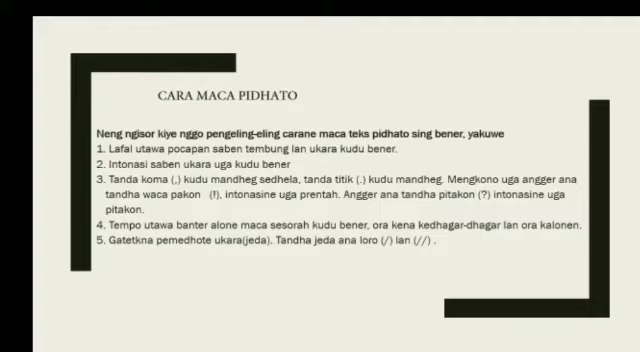 CARA MACA PIDHATO
Neng ngisor kiye nggo pengeling-eling carane maca teks pidhato sing bener, yakuwe
1. Lafal utawa pocapan saben tembung lan ukara kudu bener.
2. Intonasi saben ukara uga kudu bener
3. Tanda koma (,) kudu mandheg sedhela, tanda titik (.) kudu mandheg. Mengkono uga angger ana
tandha waca pakon (!), intonasine uga prentah. Angger ana tandha pitakon (?) intonasine uga
pitakon.
4. Tempo utawa banter alone maca sesorah kudu bener, ora kena kedhagar-dhagar lan ora kalonen.
5. Gatetkna pemedhote ukara(jeda). Tandha jeda ana loro (/) lan (//) .